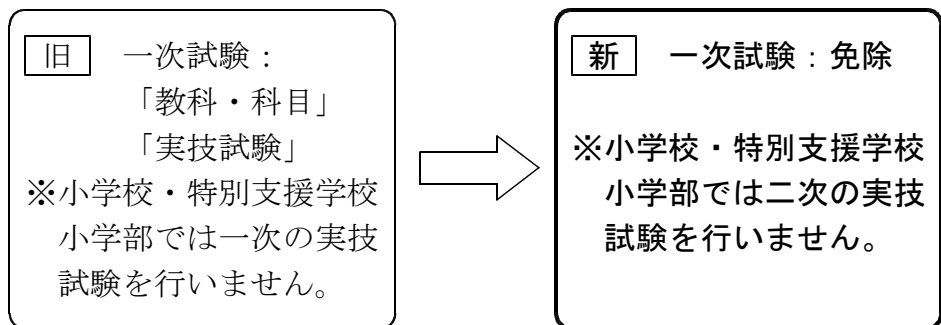 旧 一次試験：
「教科・科目」
「実技試験」
※小学校・特別支援学校
小学部では一次の実技
試験を行いません。
新 一次試験：免除
※小学校・特別支援学校
小学部では二次の実技
試験を行いません。